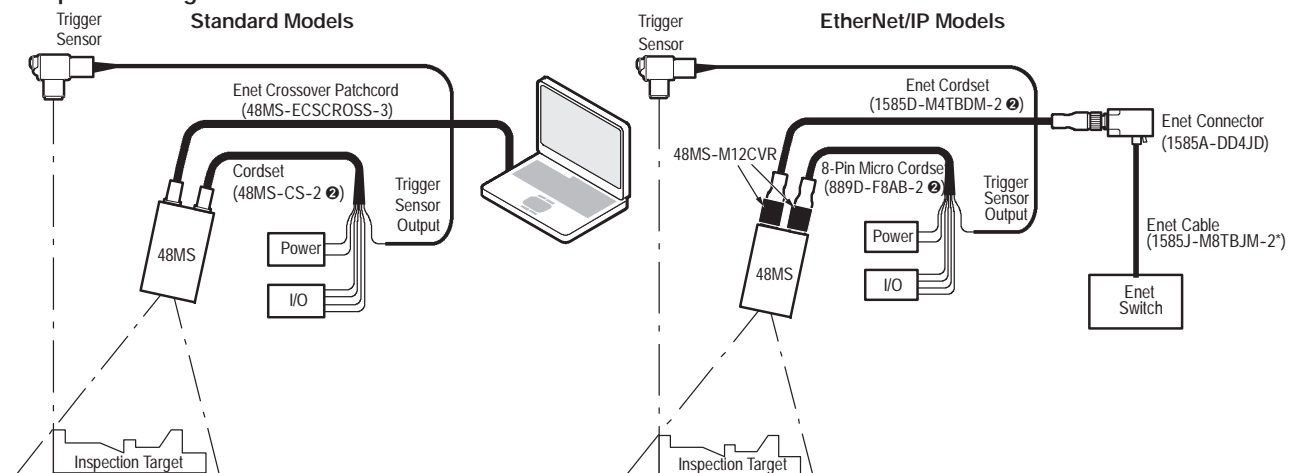 Standard Models
Trigger
Sensor
Enet Crossover Patchcord
(48MS-ECSCROSS-3)
Cordset
(48MS-CS-2 ❷)
Trigger
Sensor
Output
48MS
Power
I/O
Inspection Target
EtherNet/IP Models
Trigger
Sensor
Enet Cordset
(1585D-M4TBDM-2 ❷)
Enet Connector
(1585A-DD4JD)
48MS-M12CVR
8-Pin Micro Cordse
(889D-F8AB-2 ❷)
Trigger
Sensor
Output
Power
48MS
I/O
Enet Cable
(1585J-M8TBJM-2*)
Enet
Switch
Inspection Target